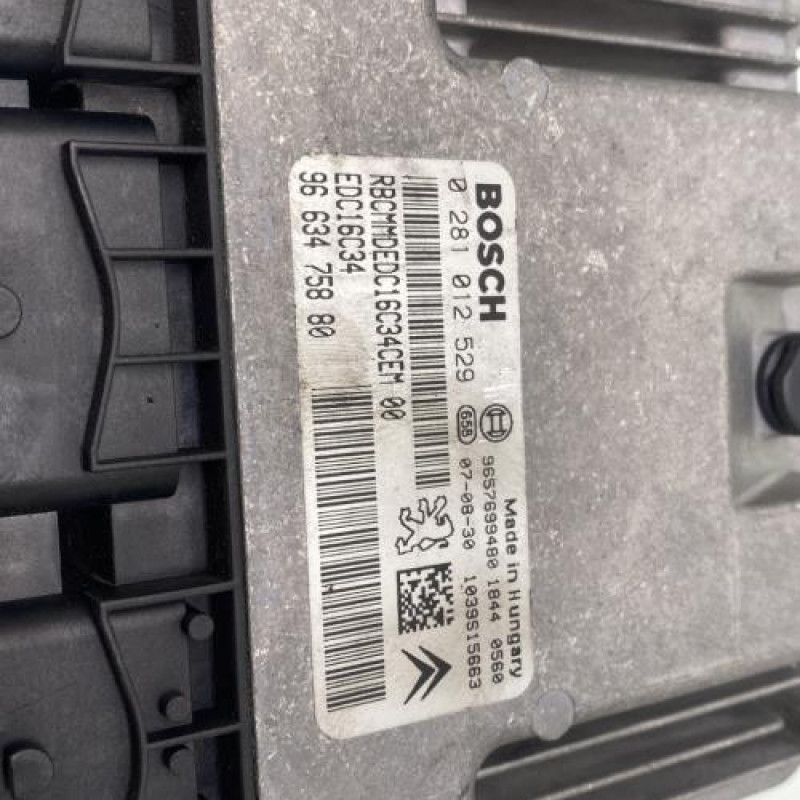 BOSCH
Made in Hungary
0 281 012 529
9657699480 1844 0560
658
07-08-30 1039S15663
RBCMMDEDC16C34CEM 00
EDC16C34
96 634 758 80